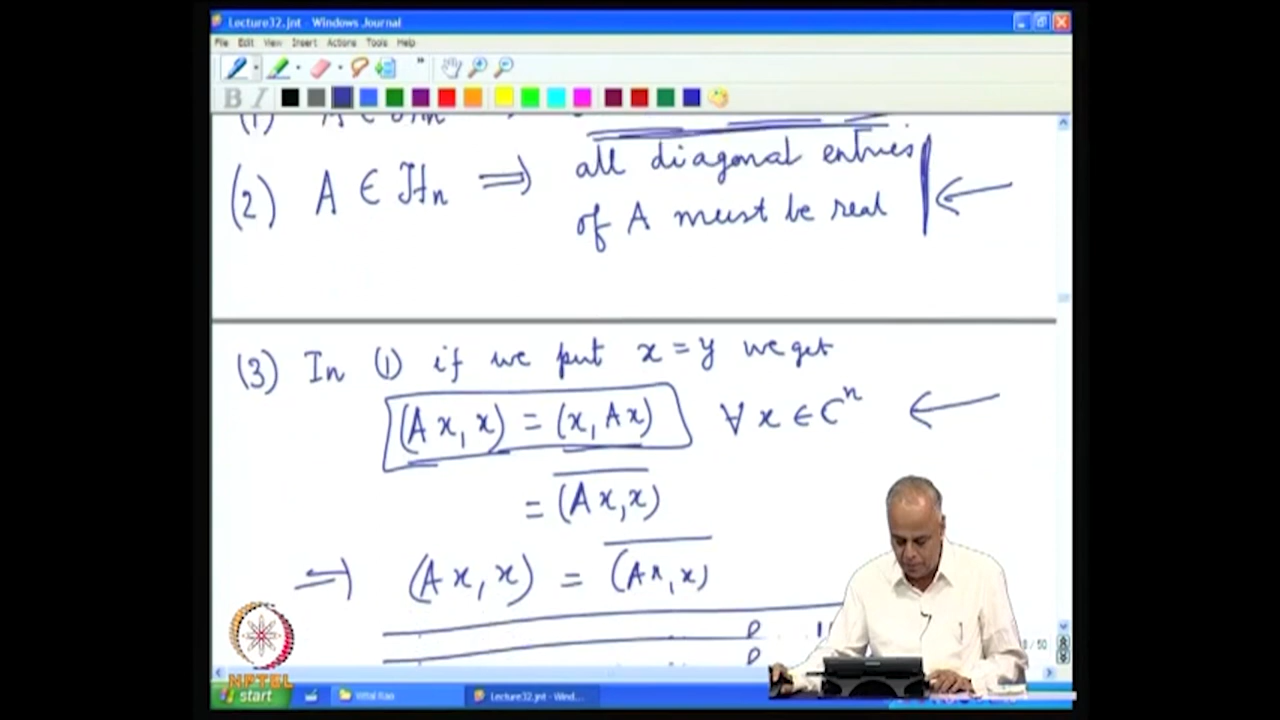 Lecture32.jnt - Windows Journal
File Edit View Insert Actions Tools Help
B I
(1)
(2) A ∈ ℋn ⟹ all diagonal entries
of A must be real
(3) In (1) if we put x = y we get
(Ax, x) = (x, Ax) ∀ x ∈ Cⁿ
= \overline{(Ax, x)}
⟹ (Ax, x) = \overline{(Ax, x)}
NPTEL
start
Lecture32.jnt - Wind...